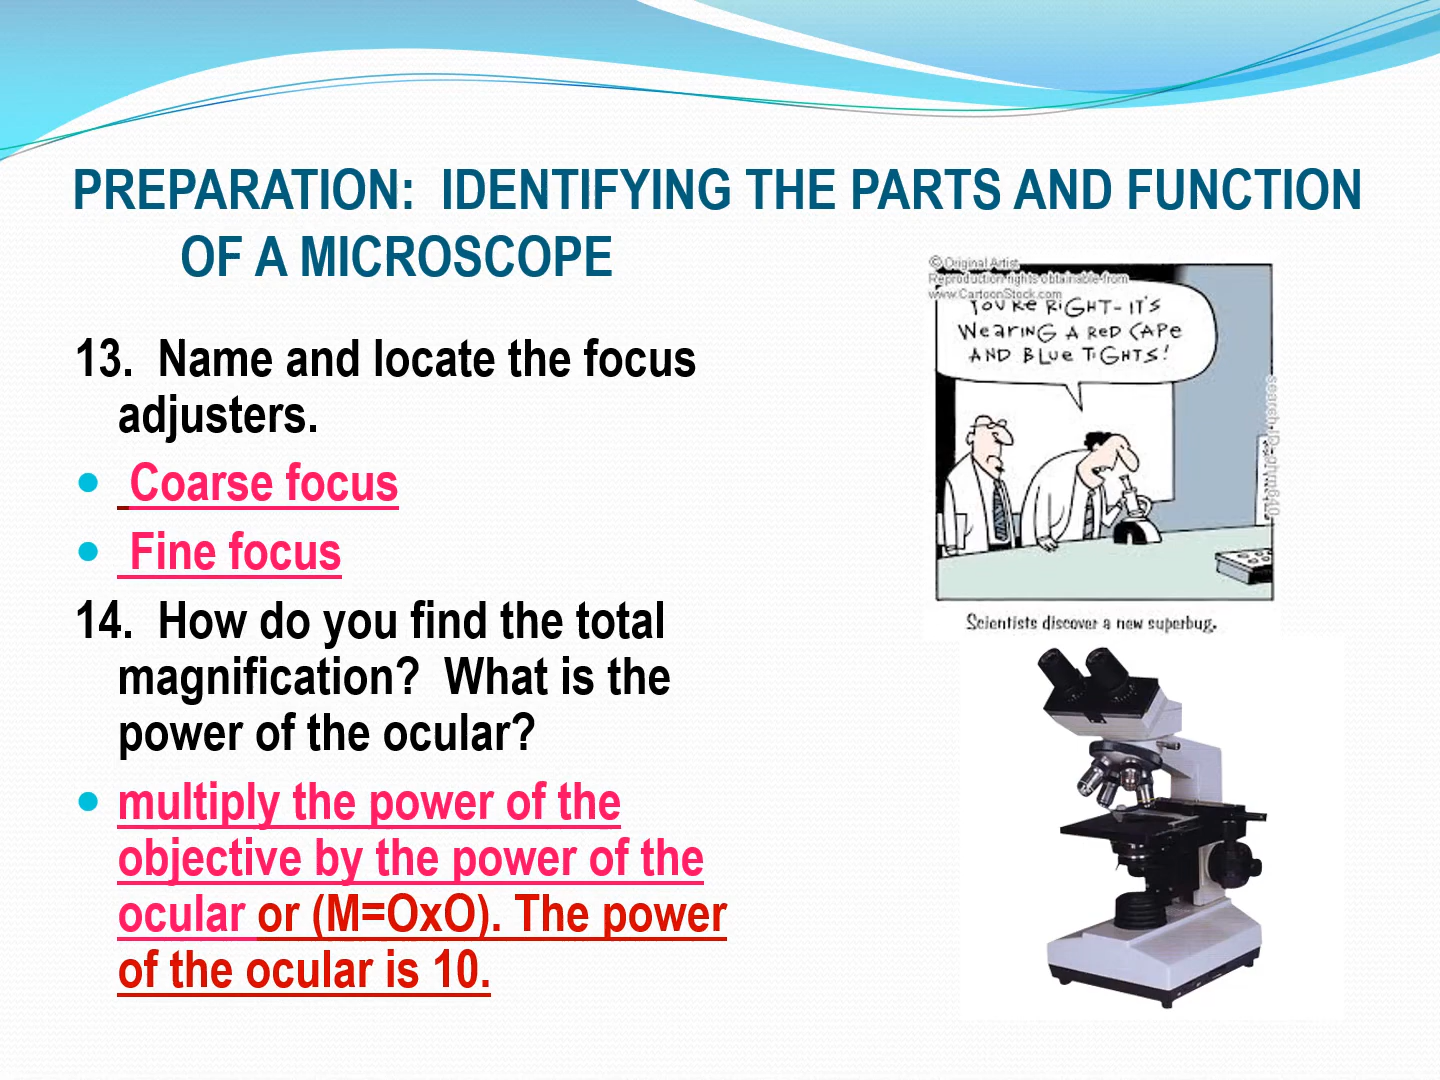 PREPARATION: IDENTIFYING THE PARTS AND FUNCTION
OF A MICROSCOPE
13. Name and locate the focus
adjusters.
• Coarse focus
• Fine focus
14. How do you find the total
magnification? What is the
power of the ocular?
• multiply the power of the
objective by the power of the
ocular or (M=OxO). The power
of the ocular is 10.
© Original Artist
Reproduction rights obtainable from
www.CartoonStock.com
YOU'RE RIGHT - IT'S
WEARING A RED CAPE
AND BLUE TIGHTS!
Scientists discover a new superbug.